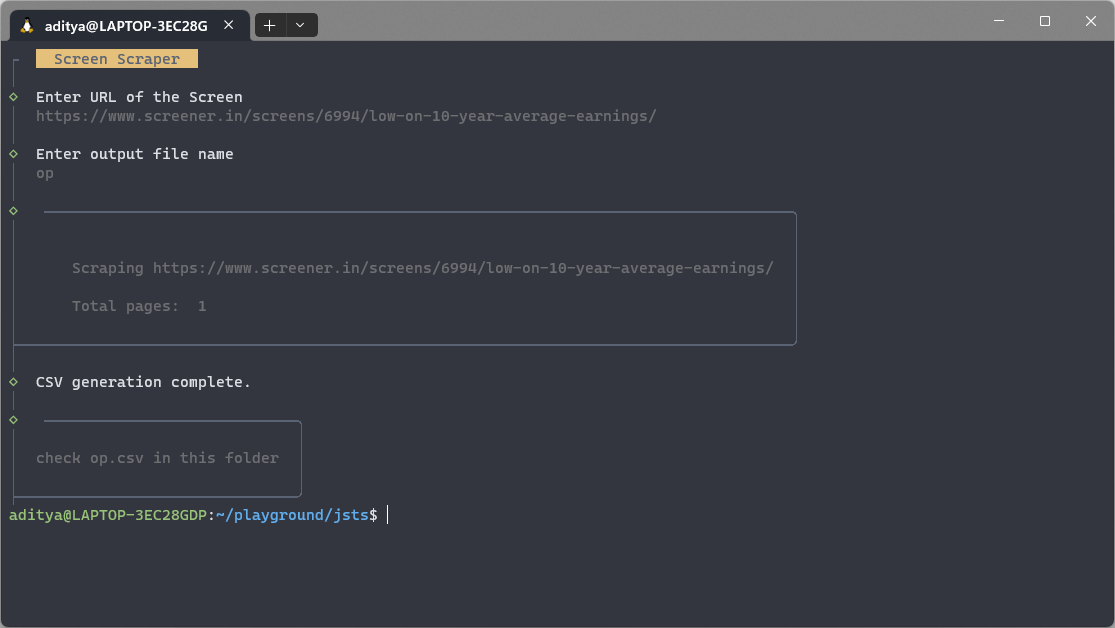 aditya@LAPTOP-3EC28G
Screen Scraper
Enter URL of the Screen
https://www.screener.in/screens/6994/low-on-10-year-average-earnings/
Enter output file name
op
Scraping https://www.screener.in/screens/6994/low-on-10-year-average-earnings/
Total pages:  1
CSV generation complete.
check op.csv in this folder
aditya@LAPTOP-3EC28GDP:~/playground/jsts$